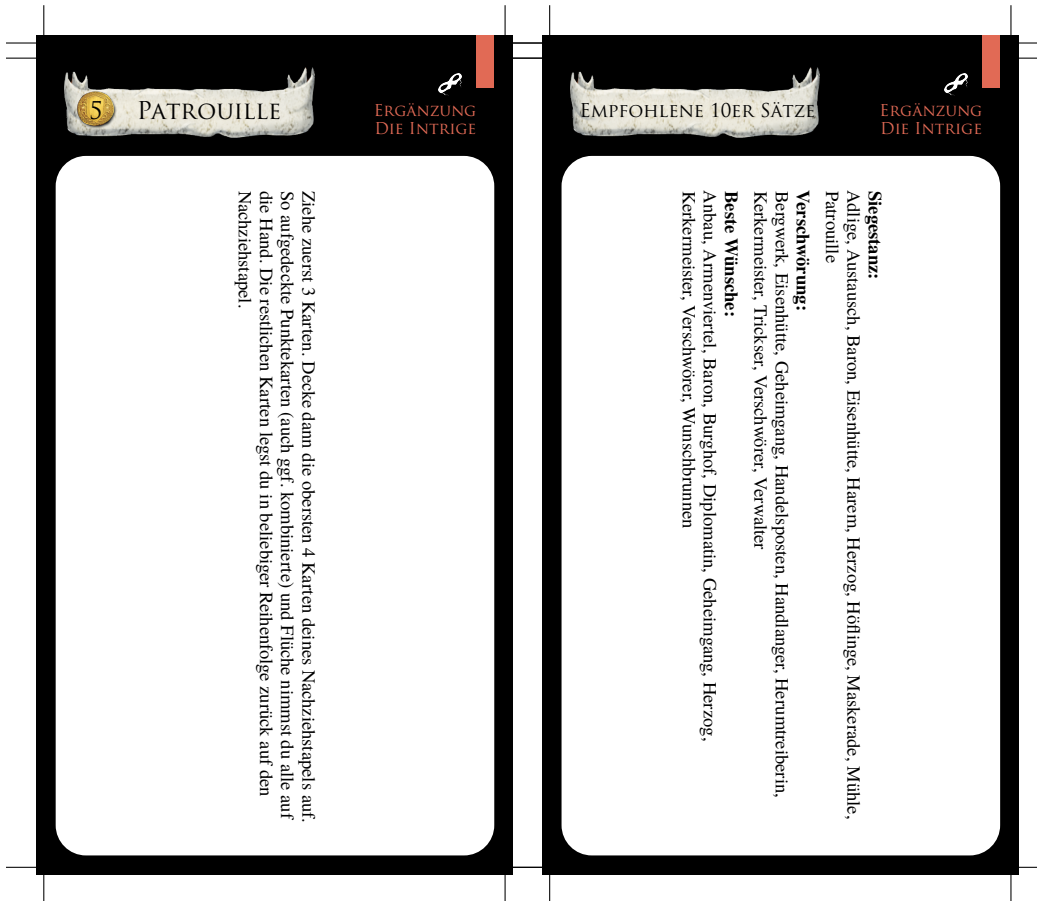 5 Patrouille
Ergänzung
Die Intrige
Ziehe zuerst 3 Karten. Decke dann die obersten 4 Karten deines Nachziehstapels auf.
So aufgedeckte Punktekarten (auch ggf. kombinierte) und Flüche nimmst du alle auf
die Hand. Die restlichen Karten legst du in beliebiger Reihenfolge zurück auf den
Nachziehstapel.
Empfohlene 10er Sätze
Ergänzung
Die Intrige
Siegestanz:
Adlige, Austausch, Baron, Eisenhütte, Harem, Herzog, Höflinge, Maskerade, Mühle,
Patrouille
Verschwörung:
Bergwerk, Eisenhütte, Geheimgang, Handelsposten, Handlanger, Herumtreiberin,
Kerkermeister, Trickser, Verschwörer, Verwalter
Beste Wünsche:
Anbau, Armenviertel, Baron, Burghof, Diplomatin, Geheimgang, Herzog,
Kerkermeister, Verschwörer, Wunschbrunnen